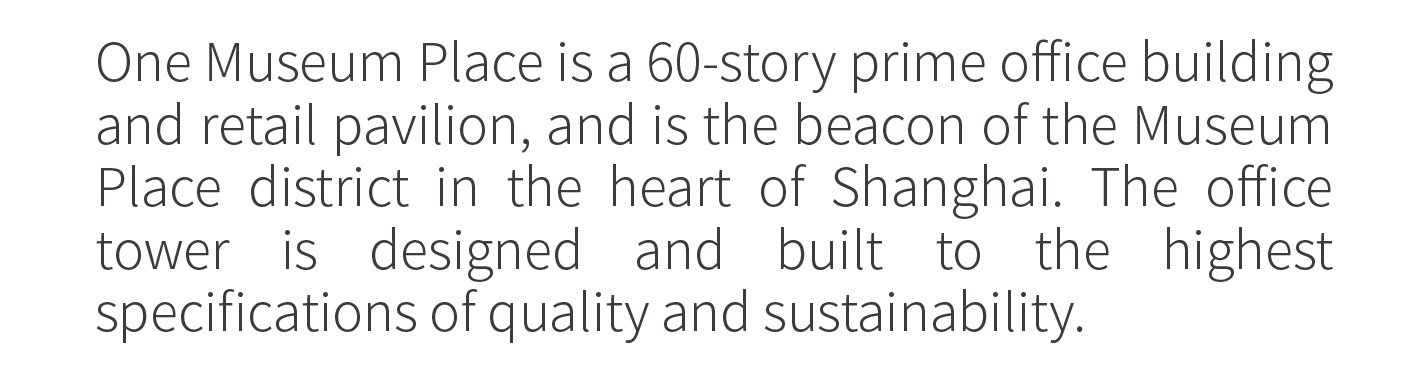 One Museum Place is a 60-story prime office building
and retail pavilion, and is the beacon of the Museum
Place district in the heart of Shanghai. The office
tower is designed and built to the highest
specifications of quality and sustainability.